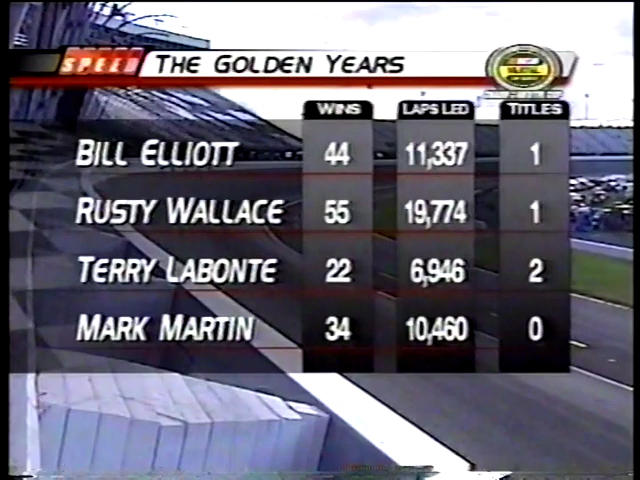 SPEED THE GOLDEN YEARS
WINS LAPS LED TITLES
BILL ELLIOTT 44 11,337 1
RUSTY WALLACE 55 19,774 1
TERRY LABONTE 22 6,946 2
MARK MARTIN 34 10,460 0